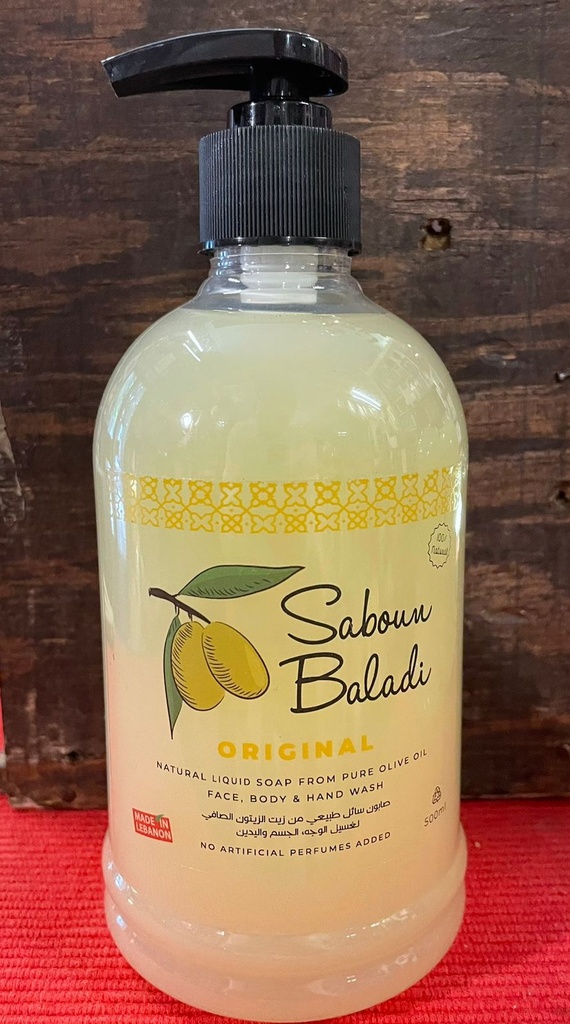 100%
Natural
Saboun
Baladi
ORIGINAL
NATURAL LIQUID SOAP FROM PURE OLIVE OIL
FACE, BODY & HAND WASH
صابون سائل طبيعي من زيت الزيتون الصافي
لغسيل الوجه، الجسم واليدين
NO ARTIFICIAL PERFUMES ADDED
MADE IN
LEBANON
500ml